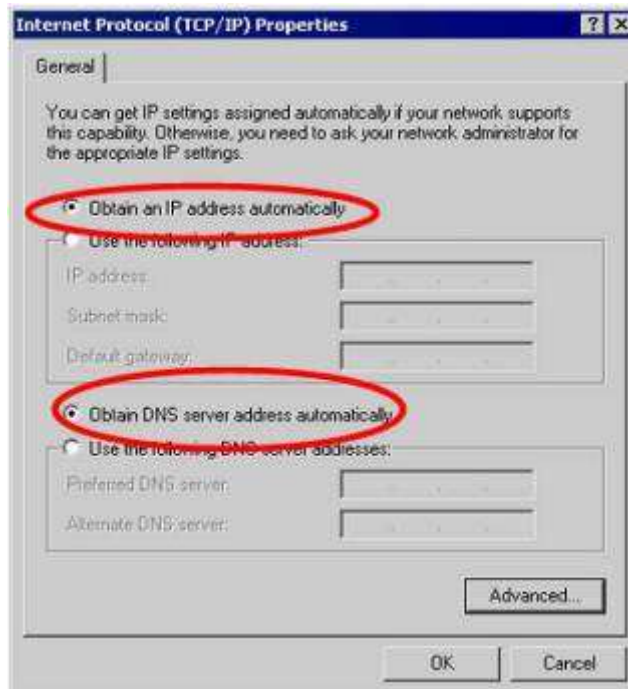 Internet Protocol (TCP/IP) Properties
General
You can get IP settings assigned automatically if your network supports
this capability. Otherwise, you need to ask your network administrator for
the appropriate IP settings.
Obtain an IP address automatically
Use the following IP address:
IP address:
Subnet mask:
Default gateway:
Obtain DNS server address automatically
Use the following DNS server addresses:
Preferred DNS server:
Alternate DNS server:
Advanced...
OK Cancel